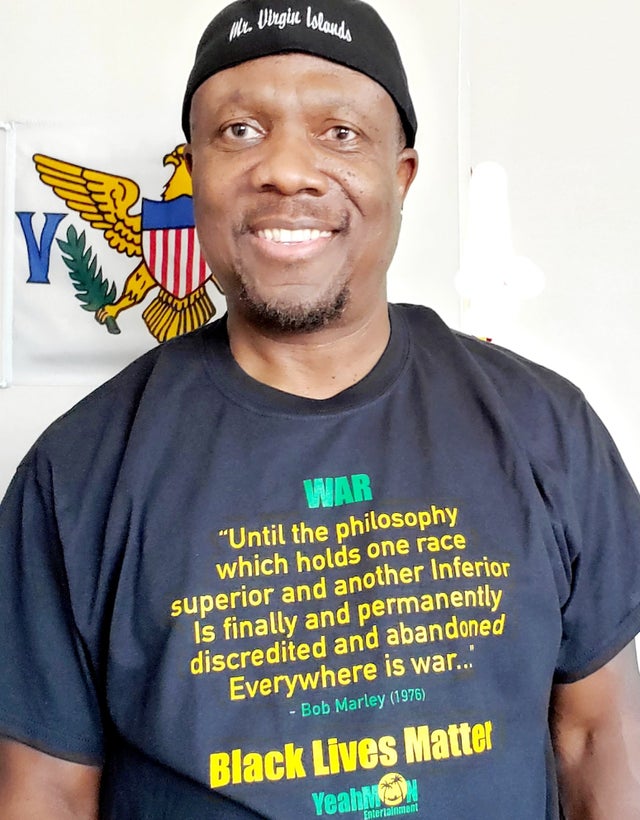 Mr. Virgin Islands
V
WAR
“Until the philosophy
which holds one race
superior and another Inferior
Is finally and permanently
discredited and abandoned
Everywhere is war..."
- Bob Marley (1976)
Black Lives Matter
YeahMON
Entertainment